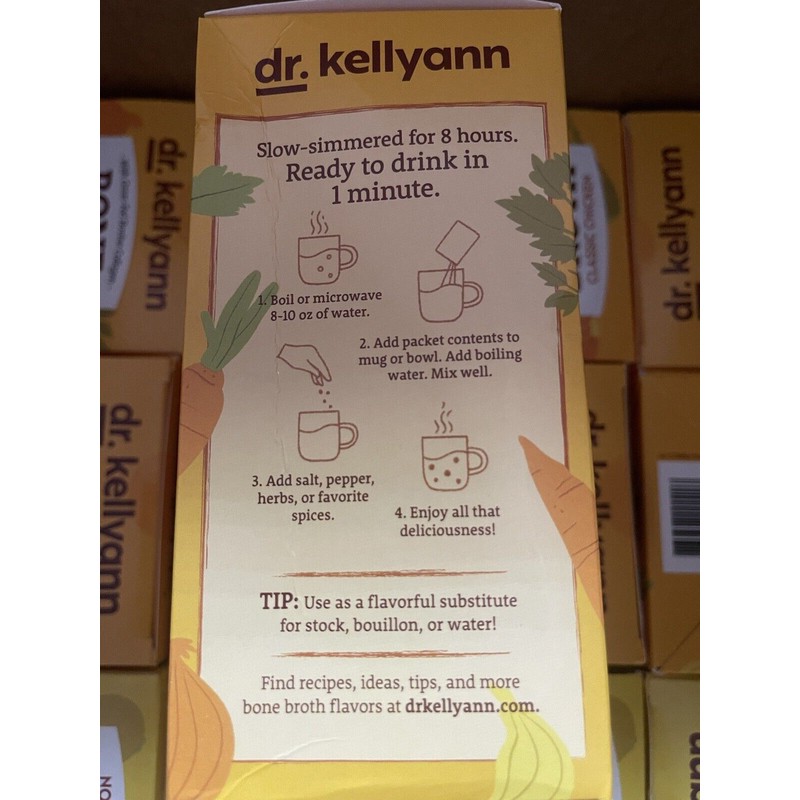 dr. kellyann
Slow-simmered for 8 hours.
Ready to drink in
1 minute.
1. Boil or microwave
8-10 oz of water.
2. Add packet contents to
mug or bowl. Add boiling
water. Mix well.
3. Add salt, pepper,
herbs, or favorite
spices.
4. Enjoy all that
deliciousness!
TIP: Use as a flavorful substitute
for stock, bouillon, or water!
Find recipes, ideas, tips, and more
bone broth flavors at drkellyann.com.
dr. kellyann
dr. kellyann
CLASSIC CHICKEN
dr. kellyann